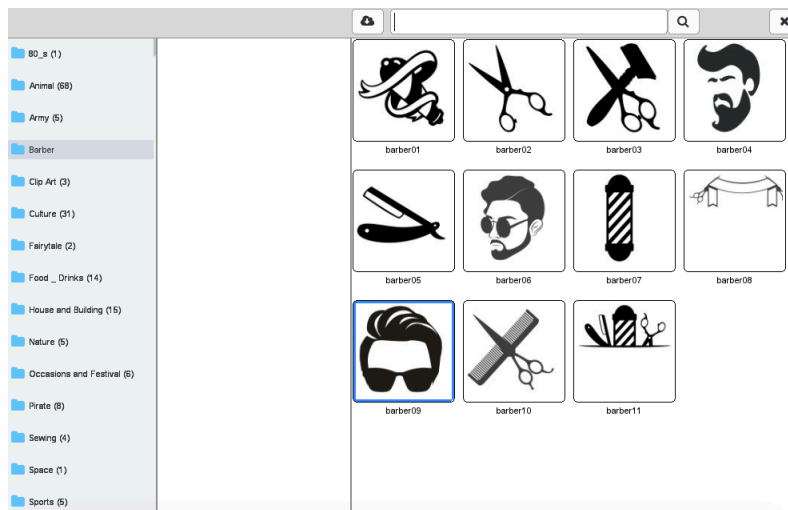 80_s (1)
Animal (68)
Army (5)
Barber
Clip Art (3)
Culture (31)
Fairytale (2)
Food _ Drinks (14)
House and Building (15)
Nature (5)
Occasions and Festival (6)
Pirate (8)
Sewing (4)
Space (1)
Sports (5)
barber01 barber02 barber03 barber04
barber05 barber06 barber07 barber08
barber09 barber10 barber11